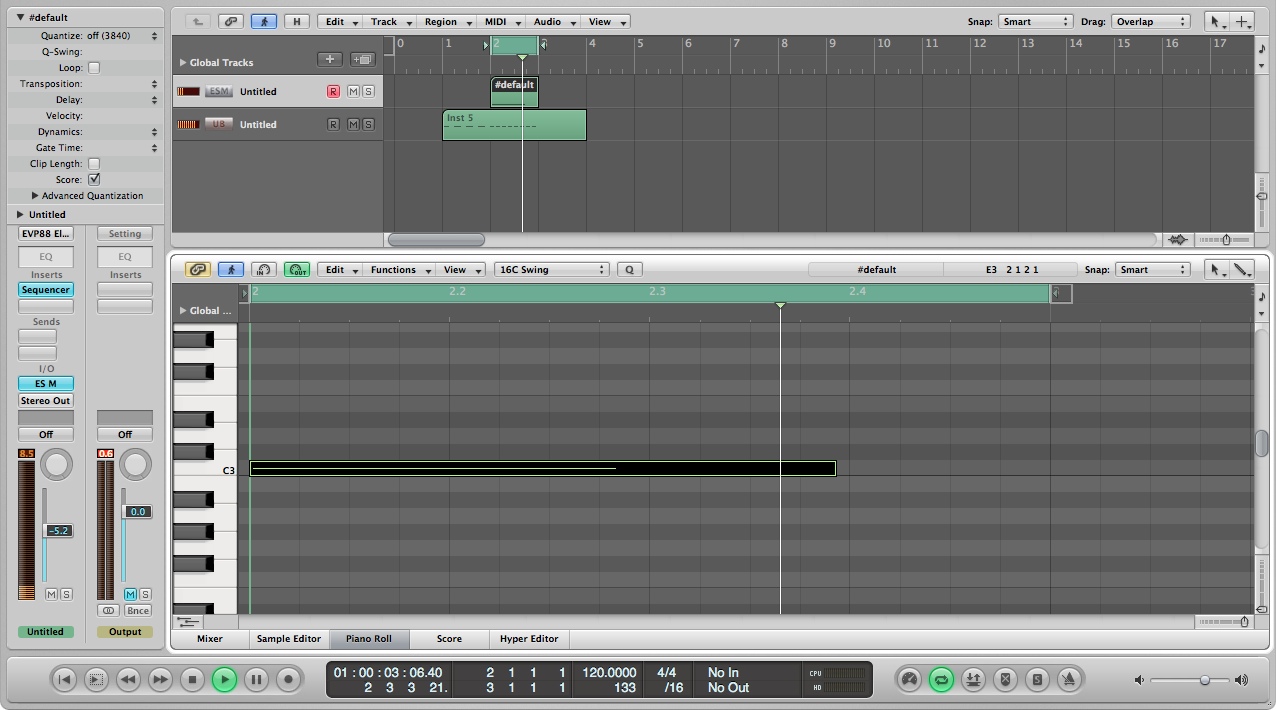 #default
Quantize: off (3840)
Q-Swing:
Loop:
Transposition:
Delay:
Velocity:
Dynamics:
Gate Time:
Clip Length:
Score:
Advanced Quantization
Untitled
EVP88 El... Setting
EQ EQ
Inserts Inserts
Sequencer
Sends
I/O
ES M
Stereo Out
Off Off
8.5 0.6
0.0
-5.2
M S M S
Bnce
Untitled Output
H Edit Track Region MIDI Audio View Snap: Smart Drag: Overlap
0 1 2 3 4 5 6 7 8 9 10 11 12 13 14 15 16 17
Global Tracks
ESM Untitled R M S #default
UB Untitled R M S Inst 5
OUT Edit Functions View 16C Swing Q #default E3 2 1 2 1 Snap: Smart
2 2.2 2.3 2.4 3
Global ...
C3
Mixer Sample Editor Piano Roll Score Hyper Editor
01 : 00 : 03 : 06.40 2 1 1 1 120.0000 4/4 No In CPU
2 3 3 21. 3 1 1 1 133 /16 No Out HD
S